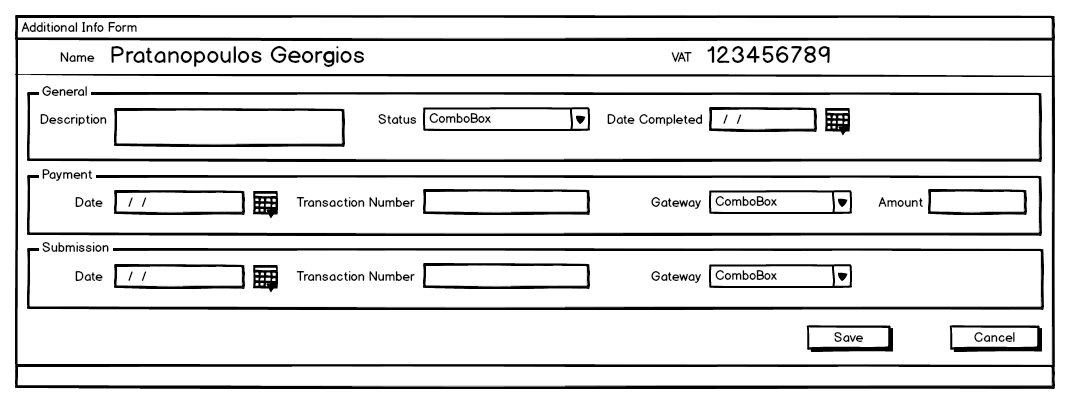 Additional Info Form
Name Pratanopoulos Georgios VAT 123456789
General
Description Status ComboBox Date Completed / /
Payment
Date / / Transaction Number Gateway ComboBox Amount
Submission
Date / / Transaction Number Gateway ComboBox
Save Cancel